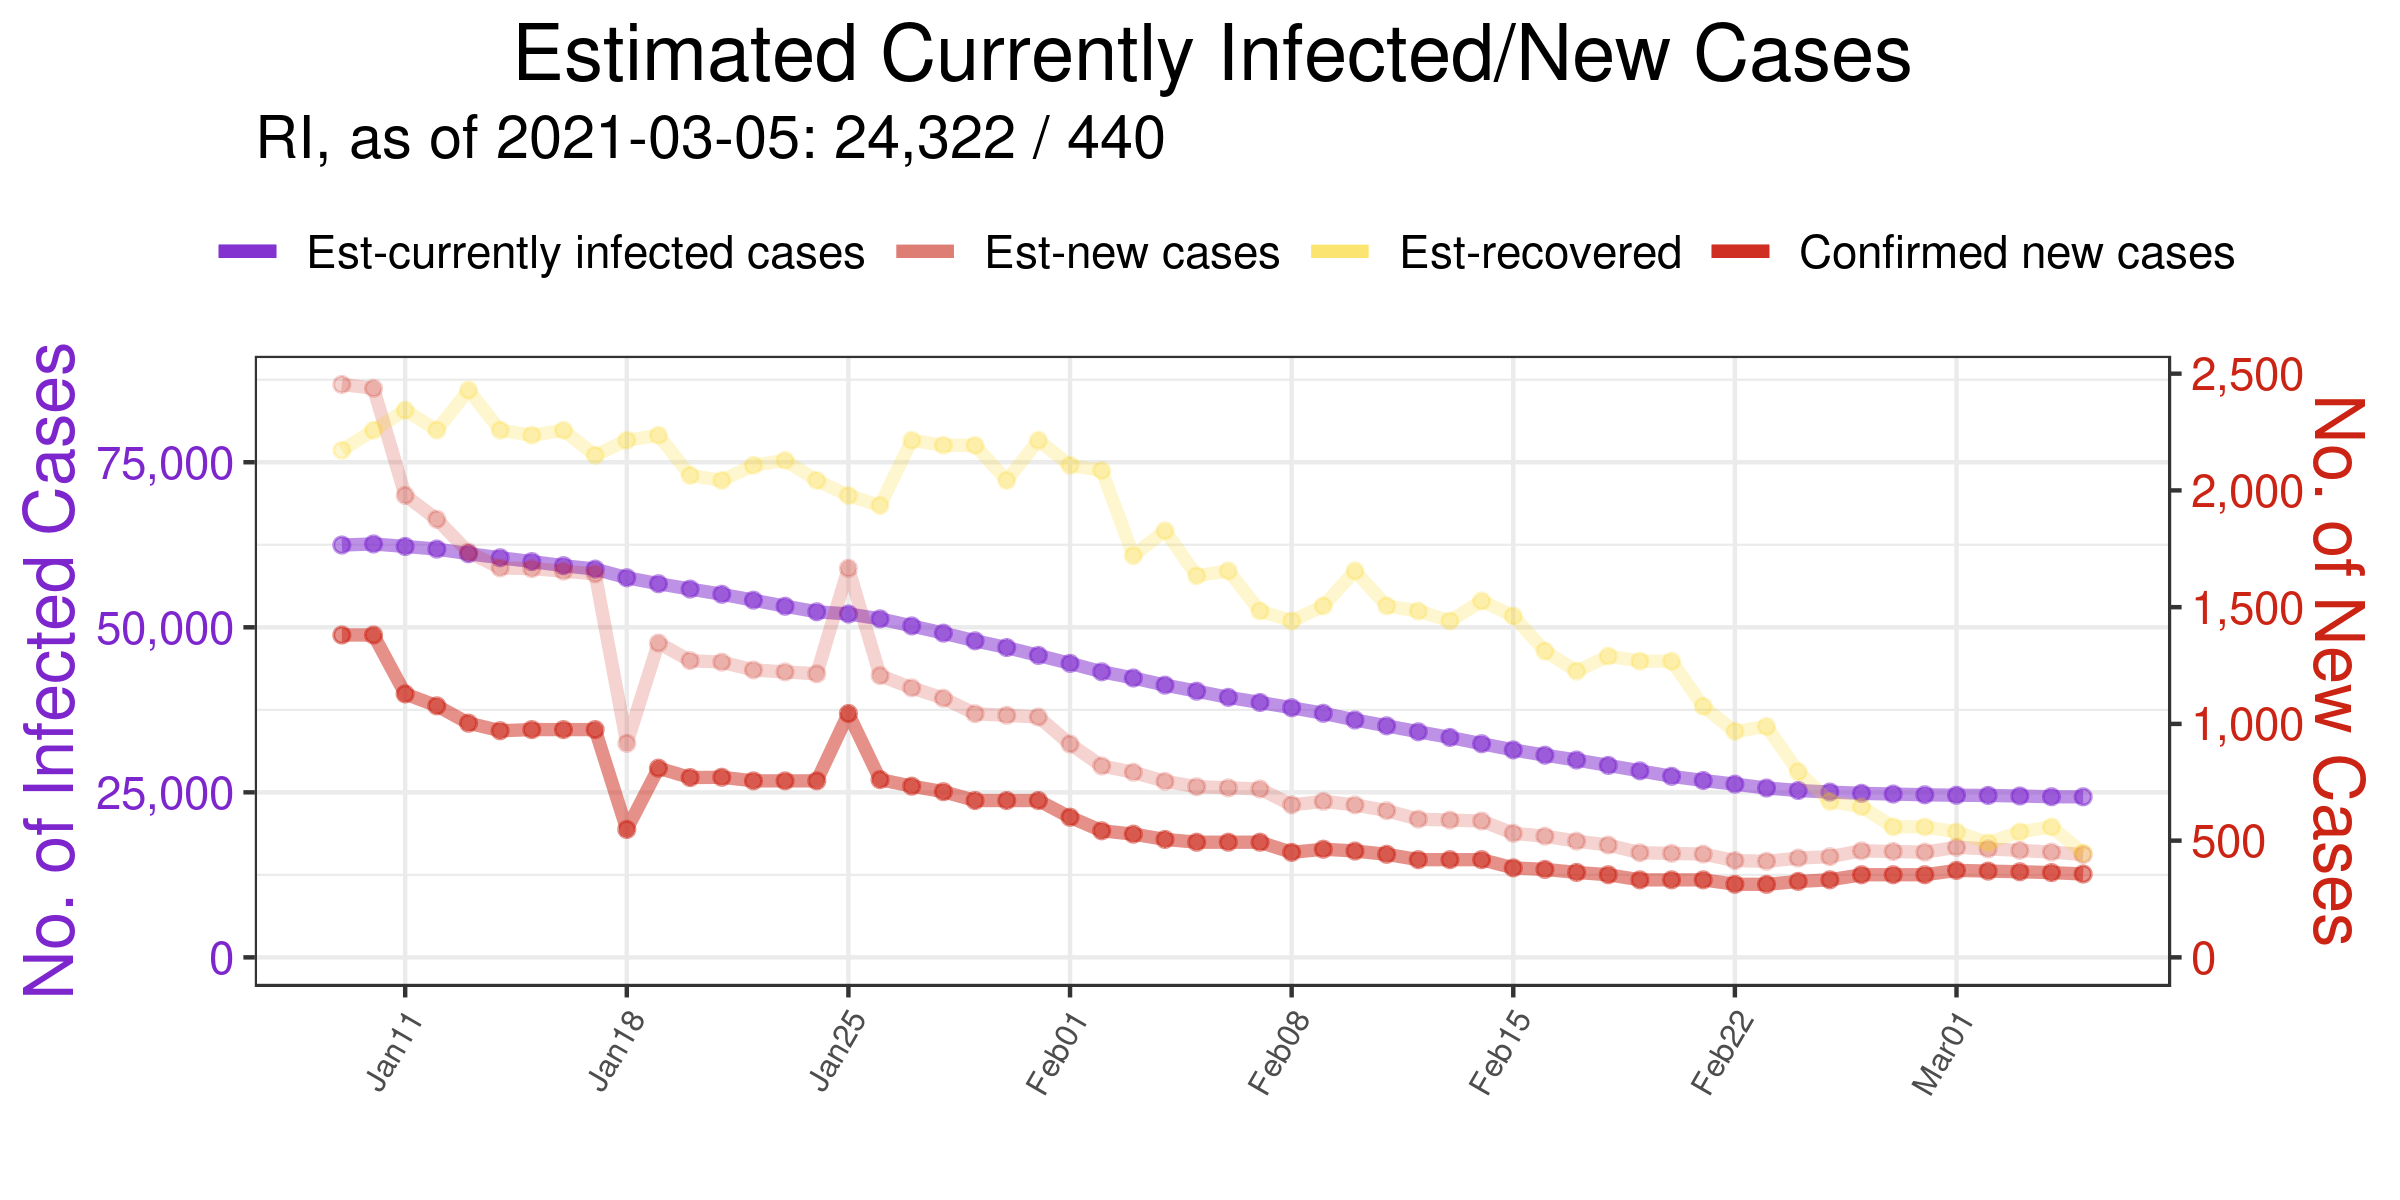 Estimated Currently Infected/New Cases
RI, as of 2021-03-05: 24,322 / 440
Est-currently infected cases Est-new cases Est-recovered Confirmed new cases
No. of Infected Cases
75,000
50,000
25,000
0
2,500
2,000
1,500
1,000
500
0
No. of New Cases
Jan11 Jan18 Jan25 Feb01 Feb08 Feb15 Feb22 Mar01